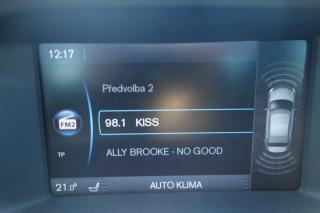 12:17
Předvolba 2
FM2
98.1 KISS
TP
ALLY BROOKE - NO GOOD
21.0° AUTO KLIMA